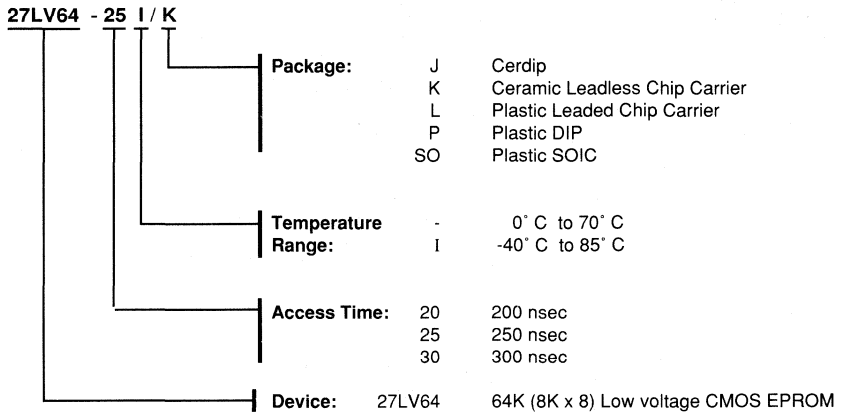 27LV64 - 25 I / K
Package: J Cerdip
K Ceramic Leadless Chip Carrier
L Plastic Leaded Chip Carrier
P Plastic DIP
SO Plastic SOIC
Temperature - 0° C to 70° C
Range: I -40° C to 85° C
Access Time: 20 200 nsec
25 250 nsec
30 300 nsec
Device: 27LV64 64K (8K x 8) Low voltage CMOS EPROM